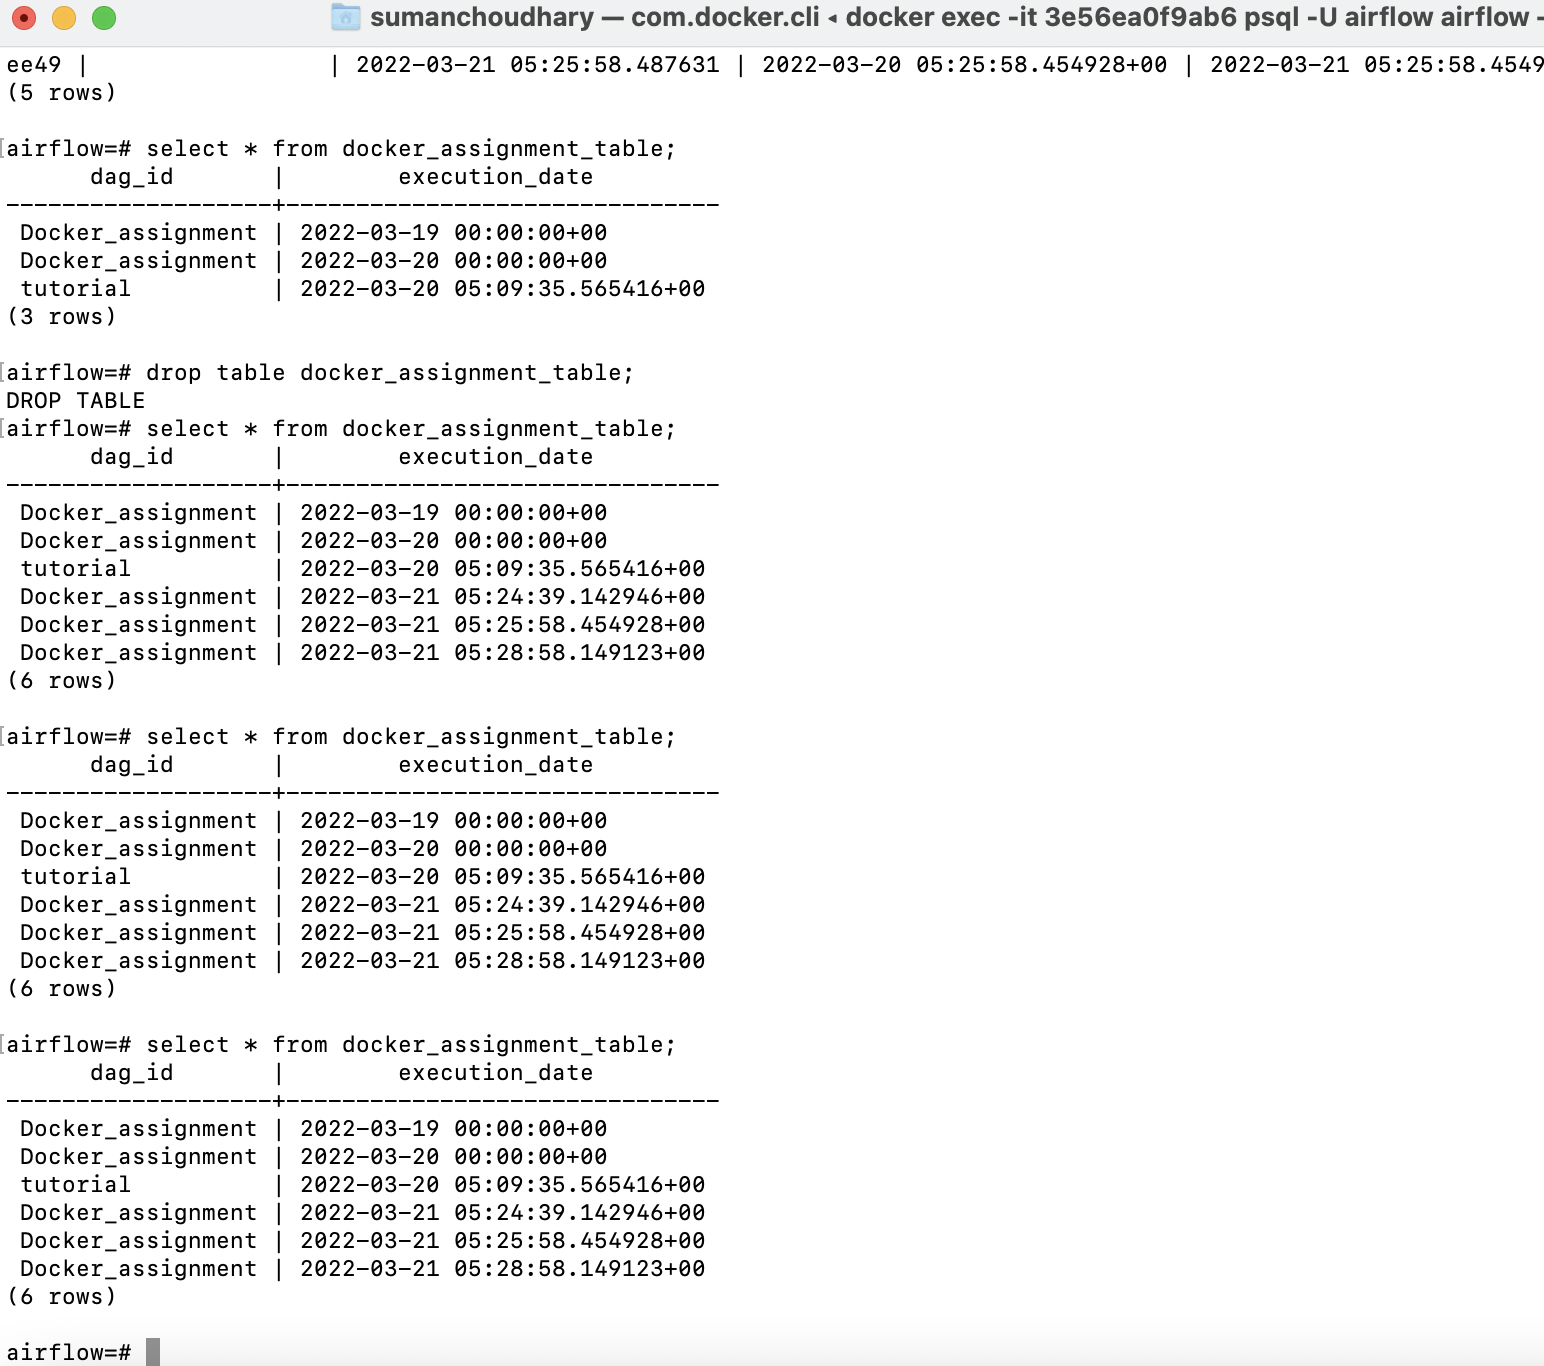 sumanchoudhary — com.docker.cli ◂ docker exec -it 3e56ea0f9ab6 psql -U airflow airflow -
ee49 |                 | 2022-03-21 05:25:58.487631 | 2022-03-20 05:25:58.454928+00 | 2022-03-21 05:25:58.4549
(5 rows)
airflow=# select * from docker_assignment_table;
      dag_id       |        execution_date
-------------------+-------------------------------
 Docker_assignment | 2022-03-19 00:00:00+00
 Docker_assignment | 2022-03-20 00:00:00+00
 tutorial          | 2022-03-20 05:09:35.565416+00
(3 rows)
airflow=# drop table docker_assignment_table;
DROP TABLE
airflow=# select * from docker_assignment_table;
      dag_id       |        execution_date
-------------------+-------------------------------
 Docker_assignment | 2022-03-19 00:00:00+00
 Docker_assignment | 2022-03-20 00:00:00+00
 tutorial          | 2022-03-20 05:09:35.565416+00
 Docker_assignment | 2022-03-21 05:24:39.142946+00
 Docker_assignment | 2022-03-21 05:25:58.454928+00
 Docker_assignment | 2022-03-21 05:28:58.149123+00
(6 rows)
airflow=# select * from docker_assignment_table;
      dag_id       |        execution_date
-------------------+-------------------------------
 Docker_assignment | 2022-03-19 00:00:00+00
 Docker_assignment | 2022-03-20 00:00:00+00
 tutorial          | 2022-03-20 05:09:35.565416+00
 Docker_assignment | 2022-03-21 05:24:39.142946+00
 Docker_assignment | 2022-03-21 05:25:58.454928+00
 Docker_assignment | 2022-03-21 05:28:58.149123+00
(6 rows)
airflow=# select * from docker_assignment_table;
      dag_id       |        execution_date
-------------------+-------------------------------
 Docker_assignment | 2022-03-19 00:00:00+00
 Docker_assignment | 2022-03-20 00:00:00+00
 tutorial          | 2022-03-20 05:09:35.565416+00
 Docker_assignment | 2022-03-21 05:24:39.142946+00
 Docker_assignment | 2022-03-21 05:25:58.454928+00
 Docker_assignment | 2022-03-21 05:28:58.149123+00
(6 rows)
airflow=#